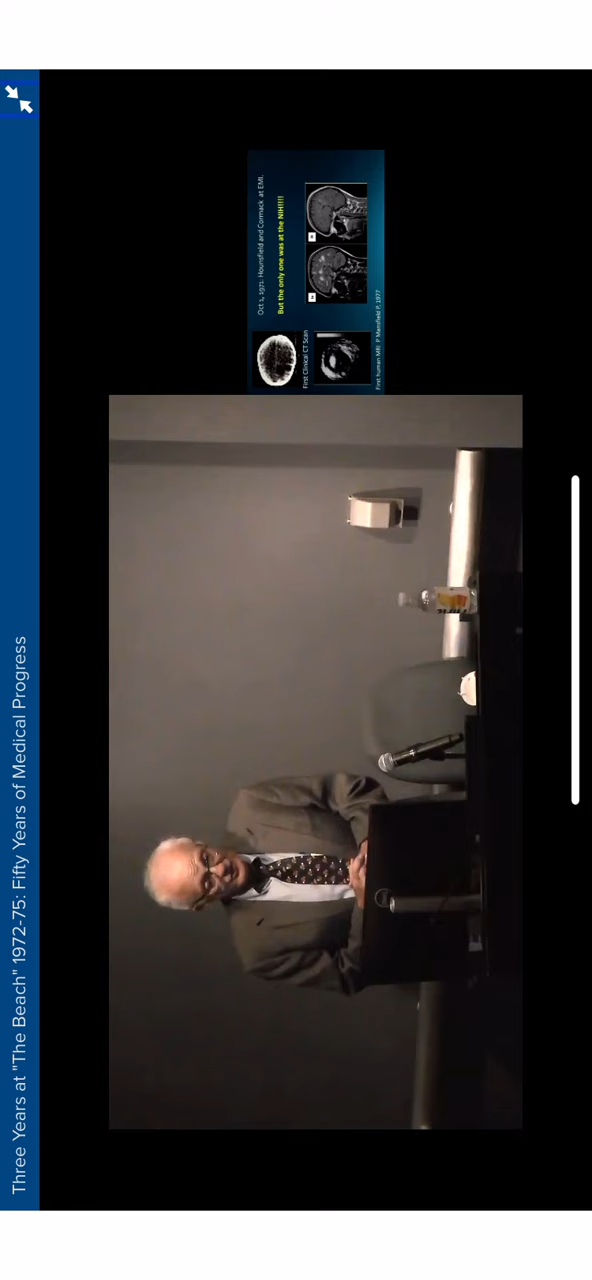 Three Years at "The Beach" 1972-75: Fifty Years of Medical Progress
Oct 1, 1971: Hounsfield and Cormack at EMI.
But the only one was at the NIH!!!!
First Clinical CT Scan
First human MRI P Mansfield P, 1977